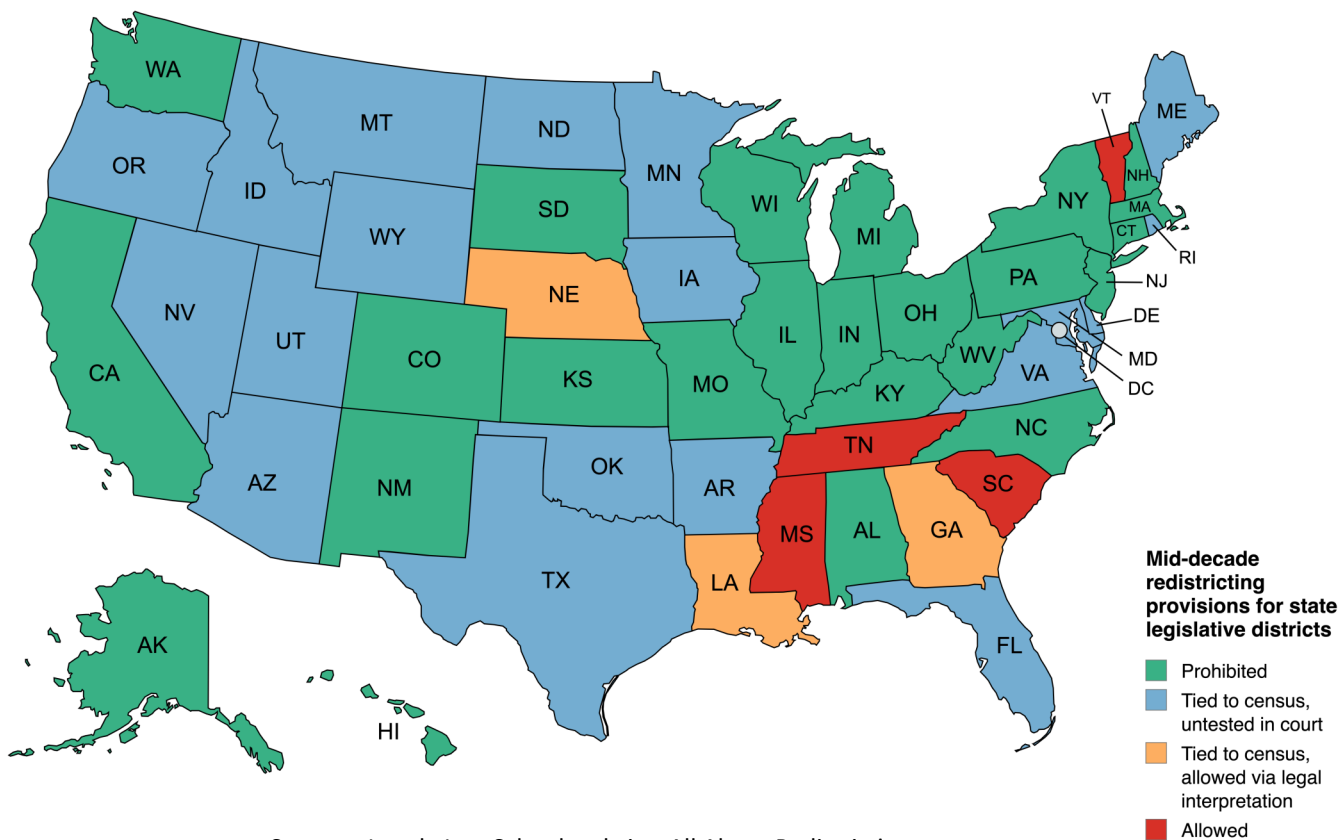 WA
VT
ME
MT
ND
OR
MN
ID
NH
WI
NY
SD
MA
WY
CT
MI
RI
IA
PA
NJ
NE
NV
OH
DE
UT
IL
IN
CO
WV
MD
CA
VA
KS
MO
DC
KY
NC
TN
OK
AZ
SC
NM
AR
MS
AL
GA
Mid-decade
redistricting
provisions for state
legislative districts
TX
LA
AK
FL
Prohibited
Tied to census,
untested in court
HI
Tied to census,
allowed via legal
interpretation
Allowed